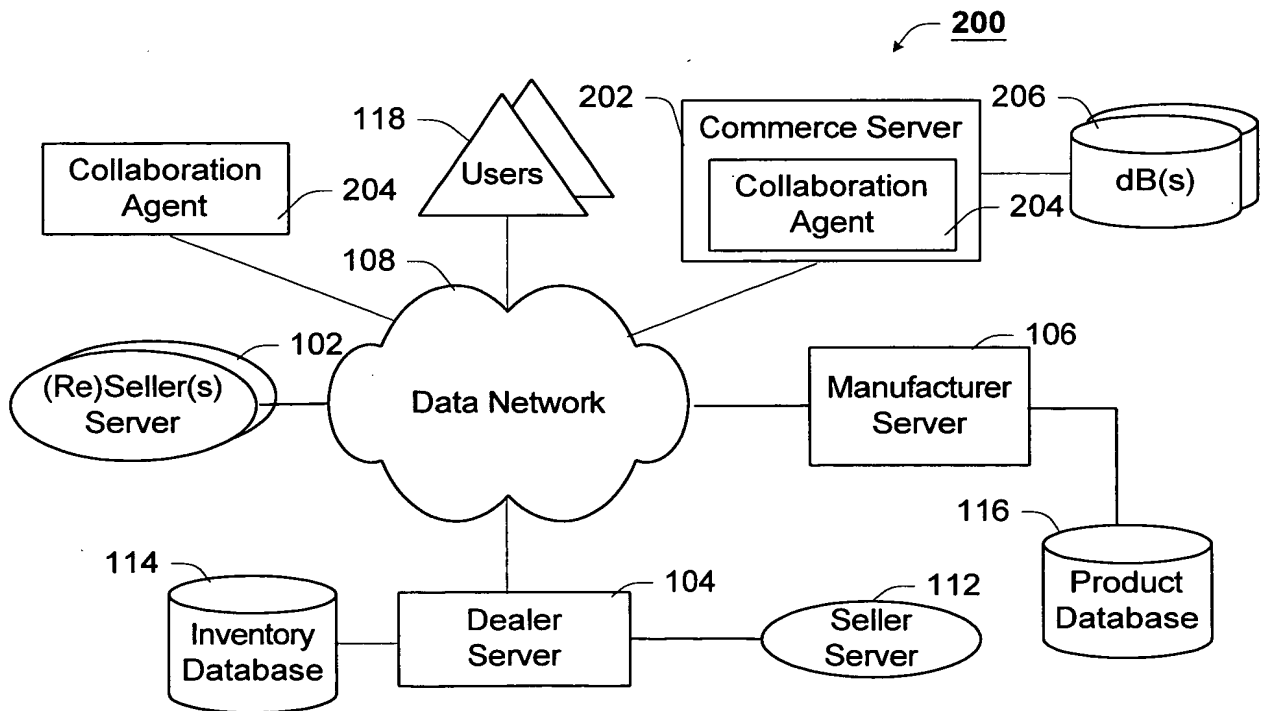 200
202
206
118
Commerce Server
Collaboration
Agent
Users
Collaboration
Agent
dB(s)
204
204
108
102
106
(Re)Seller(s)
Server
Data Network
Manufacturer
Server
116
114
104
112
Product
Database
Dealer
Server
Seller
Server
Inventory
Database